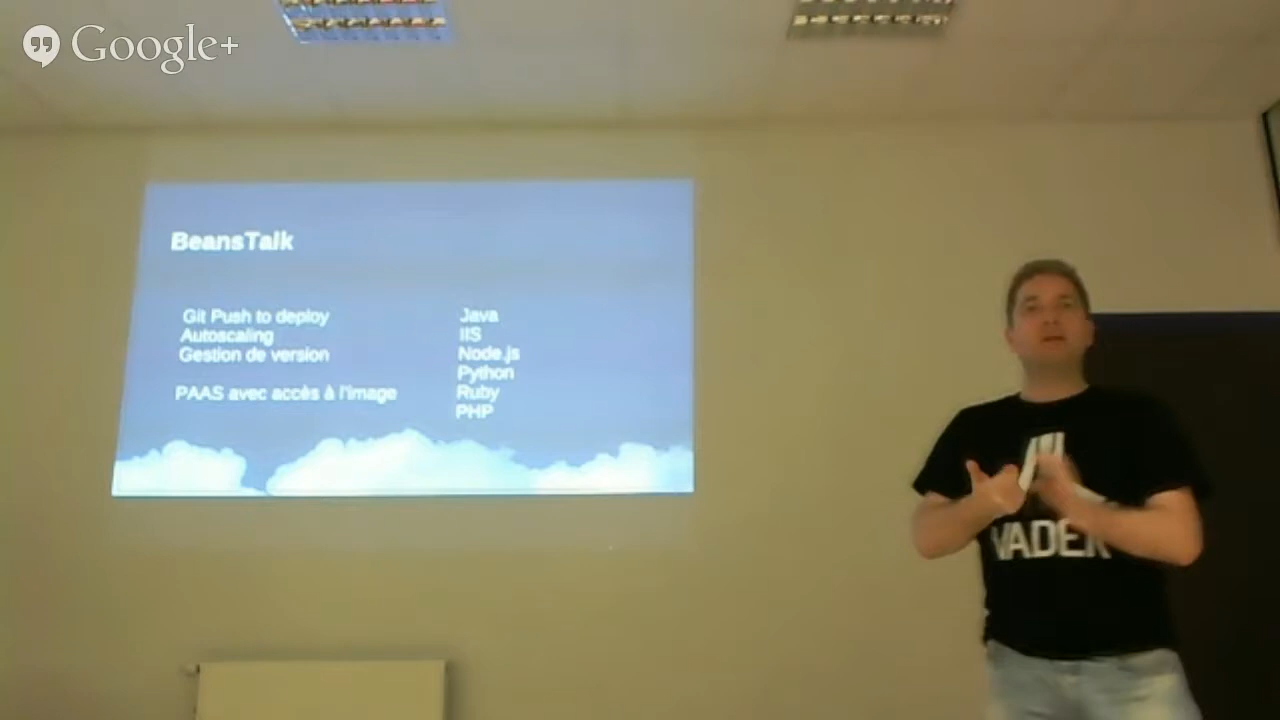 Google+
BeansTalk
Git Push to deploy
Autoscaling
Gestion de version
PAAS avec accès à l'image
Java
IIS
Node.js
Python
Ruby
PHP
VADER